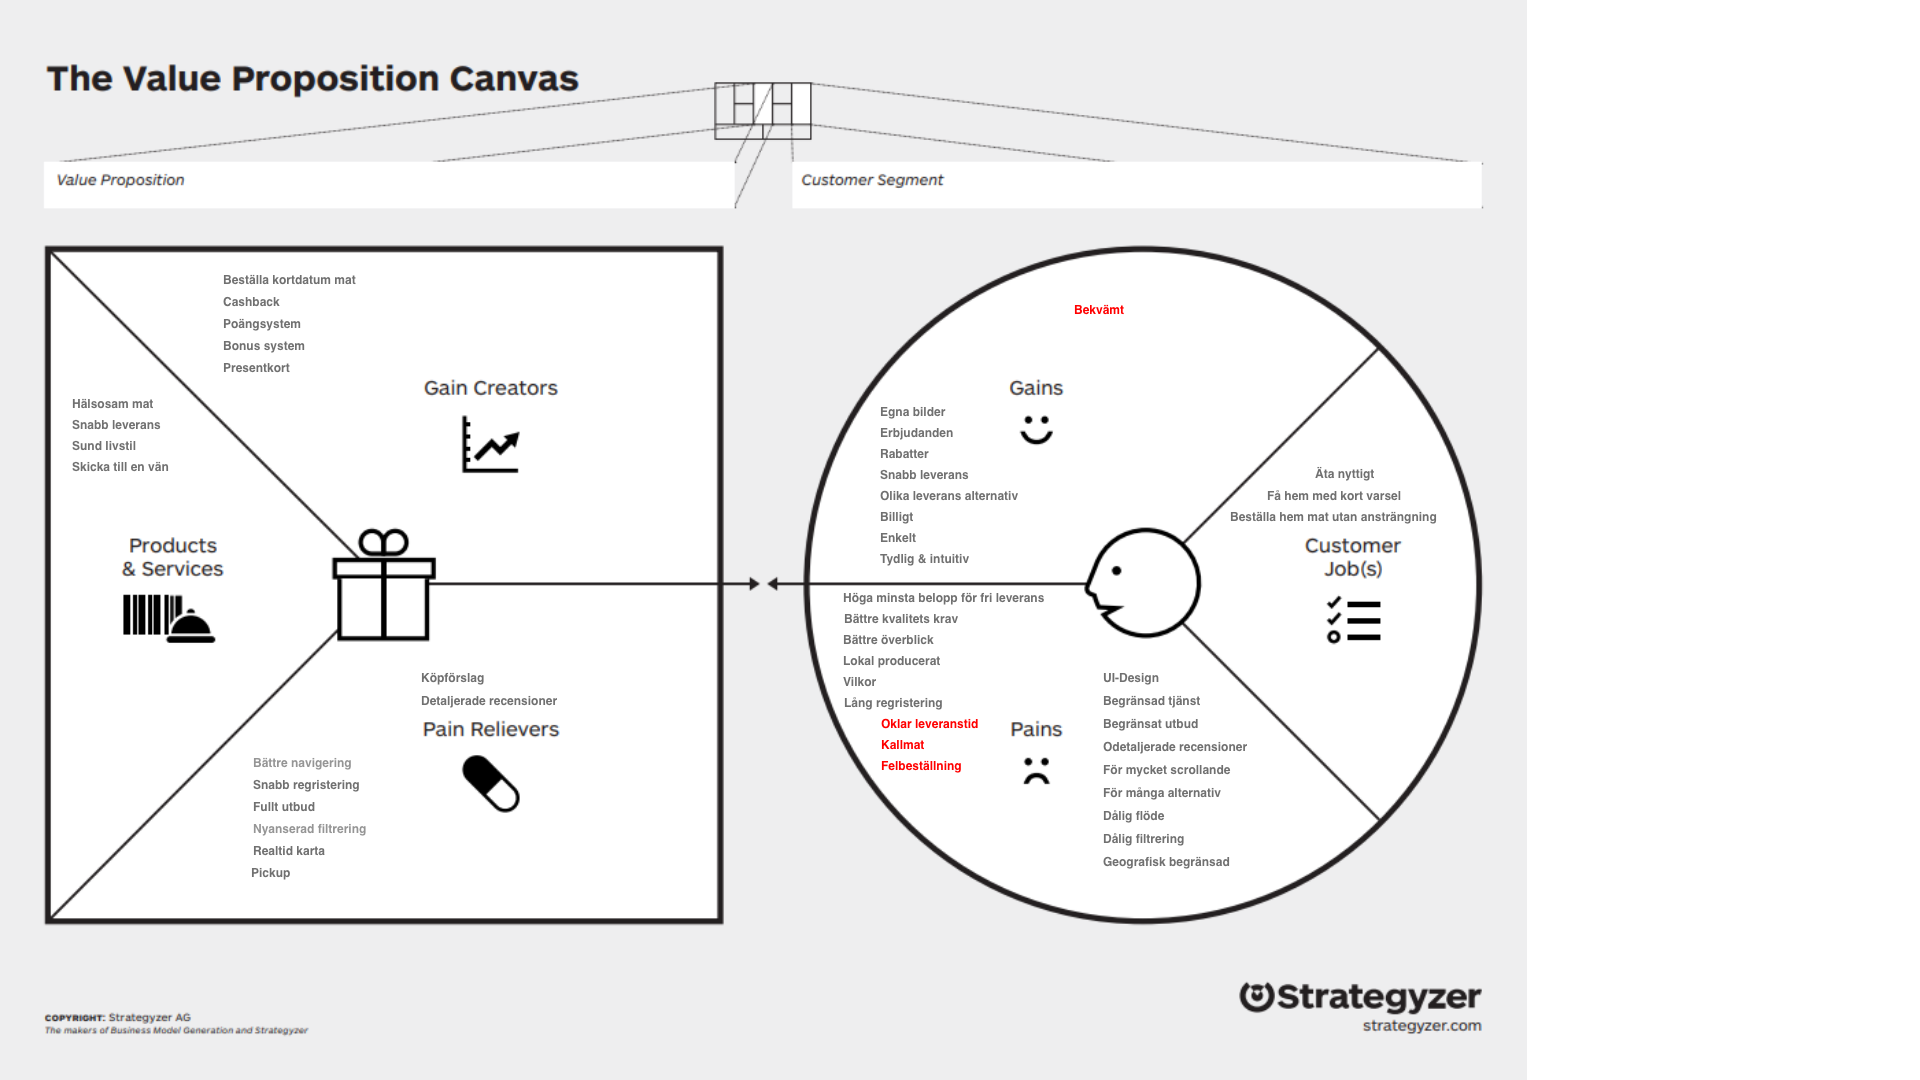 The Value Proposition Canvas
Value Proposition
Customer Segment
Beställa kortdatum mat
Cashback
Poängsystem
Bonus system
Presentkort
Gain Creators
Hälsosam mat
Snabb leverans
Sund livstil
Skicka till en vän
Products
& Services
Köpförslag
Detaljerade recensioner
Pain Relievers
Bättre navigering
Snabb regristering
Fullt utbud
Nyanserad filtrering
Realtid karta
Pickup
Bekvämt
Gains
Egna bilder
Erbjudanden
Rabatter
Snabb leverans
Olika leverans alternativ
Billigt
Enkelt
Tydlig & intuitiv
Äta nyttigt
Få hem med kort varsel
Beställa hem mat utan ansträngning
Customer
Job(s)
Höga minsta belopp för fri leverans
Bättre kvalitets krav
Bättre överblick
Lokal producerat
Vilkor
Lång regristering
Oklar leveranstid
Kallmat
Felbeställning
Pains
UI-Design
Begränsad tjänst
Begränsat utbud
Odetaljerade recensioner
För mycket scrollande
För många alternativ
Dålig flöde
Dålig filtrering
Geografisk begränsad
COPYRIGHT: Strategyzer AG
The makers of Business Model Generation and Strategyzer
Strategyzer
strategyzer.com